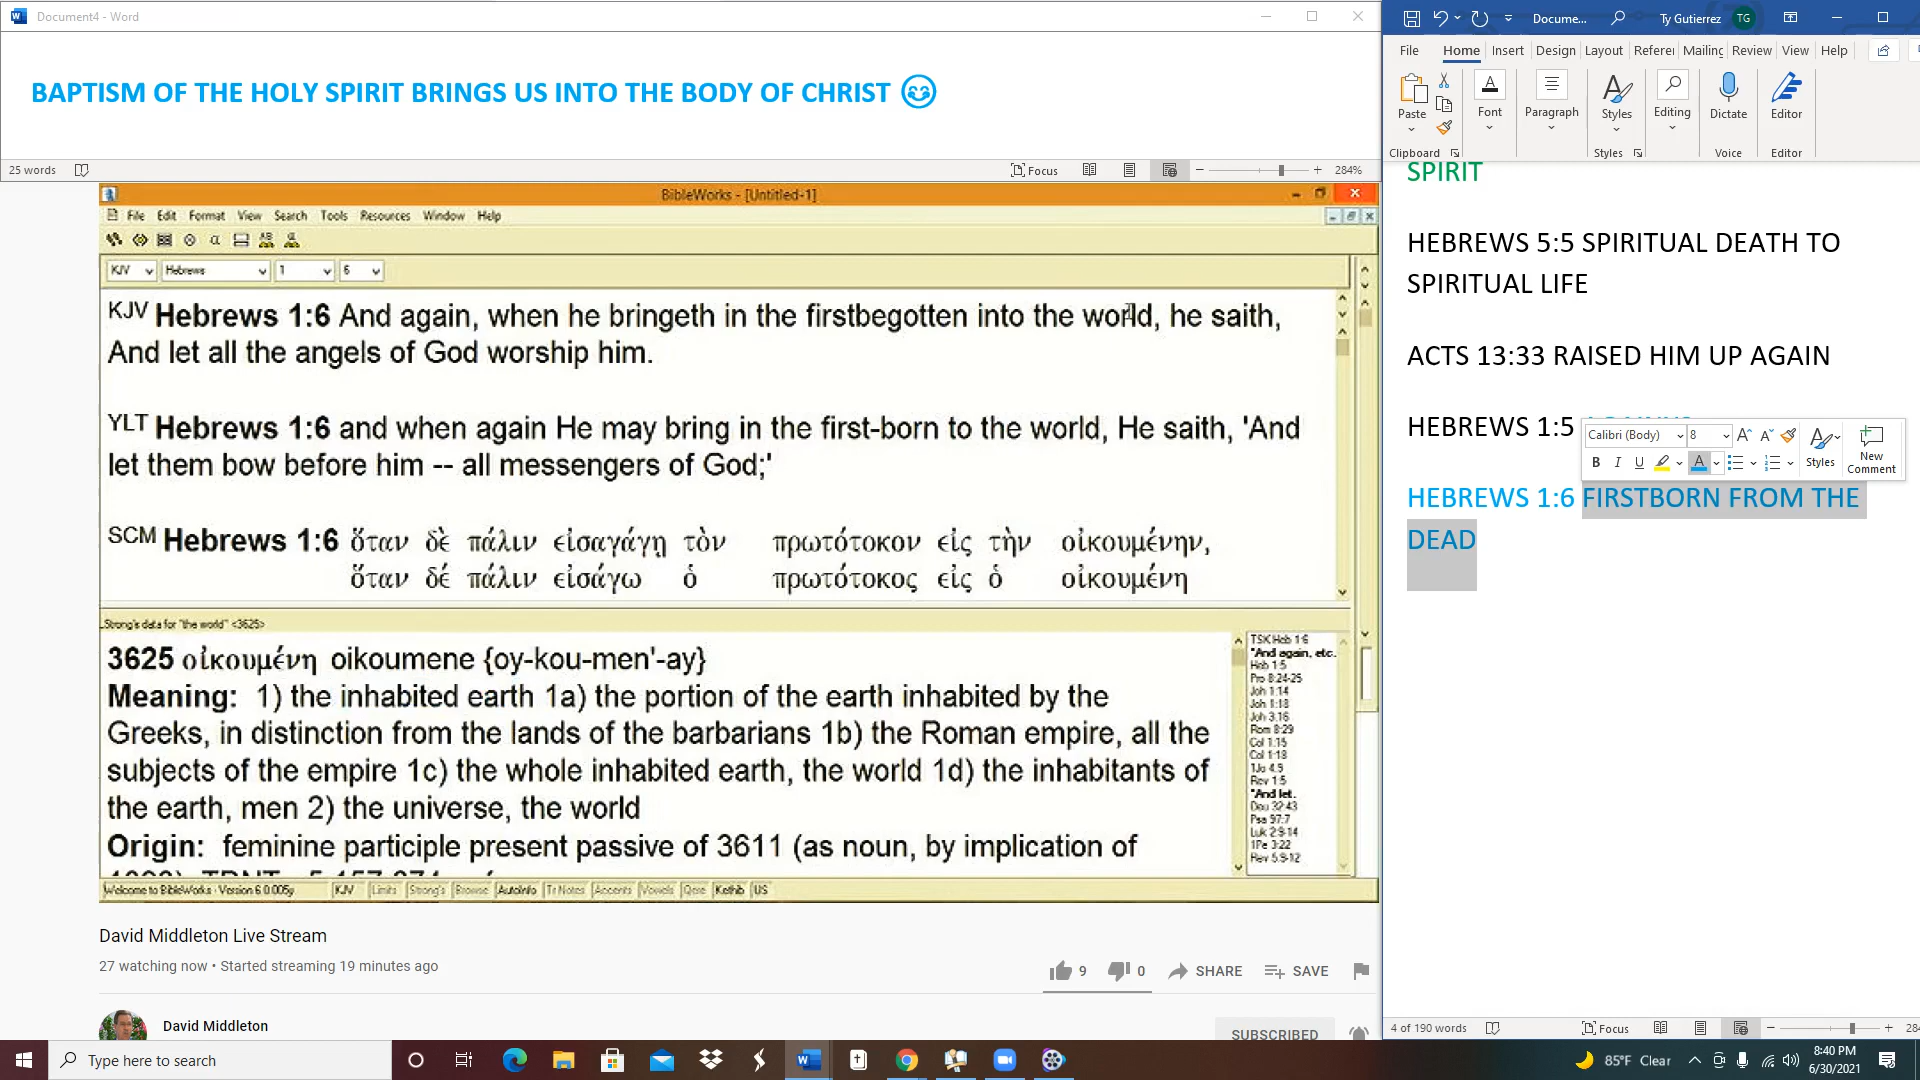 Document4 - Word
BAPTISM OF THE HOLY SPIRIT BRINGS US INTO THE BODY OF CHRIST
25 words
Focus
284%
BibleWorks - [Untitled-1]
File Edit Format View Search Tools Resources Window Help
KJV Hebrews 1 6
KJV Hebrews 1:6 And again, when he bringeth in the firstbegotten into the world, he saith,
And let all the angels of God worship him.
YLT Hebrews 1:6 and when again He may bring in the first-born to the world, He saith, 'And
let them bow before him -- all messengers of God;'
SCM Hebrews 1:6 ὅταν δὲ πάλιν εἰσαγάγῃ τὸν πρωτότοκον εἰς τὴν οἰκουμένην,
ὅταν δέ πάλιν εἰσάγω ὁ πρωτότοκος εἰς ὁ οἰκουμένη
Strong's data for "the world" <3625>
3625 οἰκουμένη oikoumene {oy-kou-men'-ay}
Meaning: 1) the inhabited earth 1a) the portion of the earth inhabited by the
Greeks, in distinction from the lands of the barbarians 1b) the Roman empire, all the
subjects of the empire 1c) the whole inhabited earth, the world 1d) the inhabitants of
the earth, men 2) the universe, the world
Origin: feminine participle present passive of 3611 (as noun, by implication of
TSK Heb 1:6
"And again, etc.
Heb 1:5
Pro 8:24-25
Joh 1:14
Joh 1:18
Joh 3:16
Rom 8:29
Col 1:15
Col 1:18
1Jo 4:9
Rev 1:5
"And let.
Deu 32:43
Psa 97:7
Luk 2:9-14
1Pe 3:22
Rev 5:9-12
Welcome to BibleWorks - Version 6.0.005y KJV Limits Strong's Browse AutoInfo Tr Notes Accents Vowels Qere Kethib US
David Middleton Live Stream
27 watching now • Started streaming 19 minutes ago
9 0 SHARE SAVE
David Middleton
SUBSCRIBED
Docume... Ty Gutierrez TG
File Home Insert Design Layout Referen Mailing Review View Help
Paste Font Paragraph Styles Editing Dictate Editor
Clipboard Styles Voice Editor
SPIRIT
HEBREWS 5:5 SPIRITUAL DEATH TO
SPIRITUAL LIFE
ACTS 13:33 RAISED HIM UP AGAIN
HEBREWS 1:5
Calibri (Body) 8
B I U A Styles New Comment
HEBREWS 1:6 FIRSTBORN FROM THE
DEAD
4 of 190 words Focus
Type here to search
85°F Clear
8:40 PM
6/30/2021